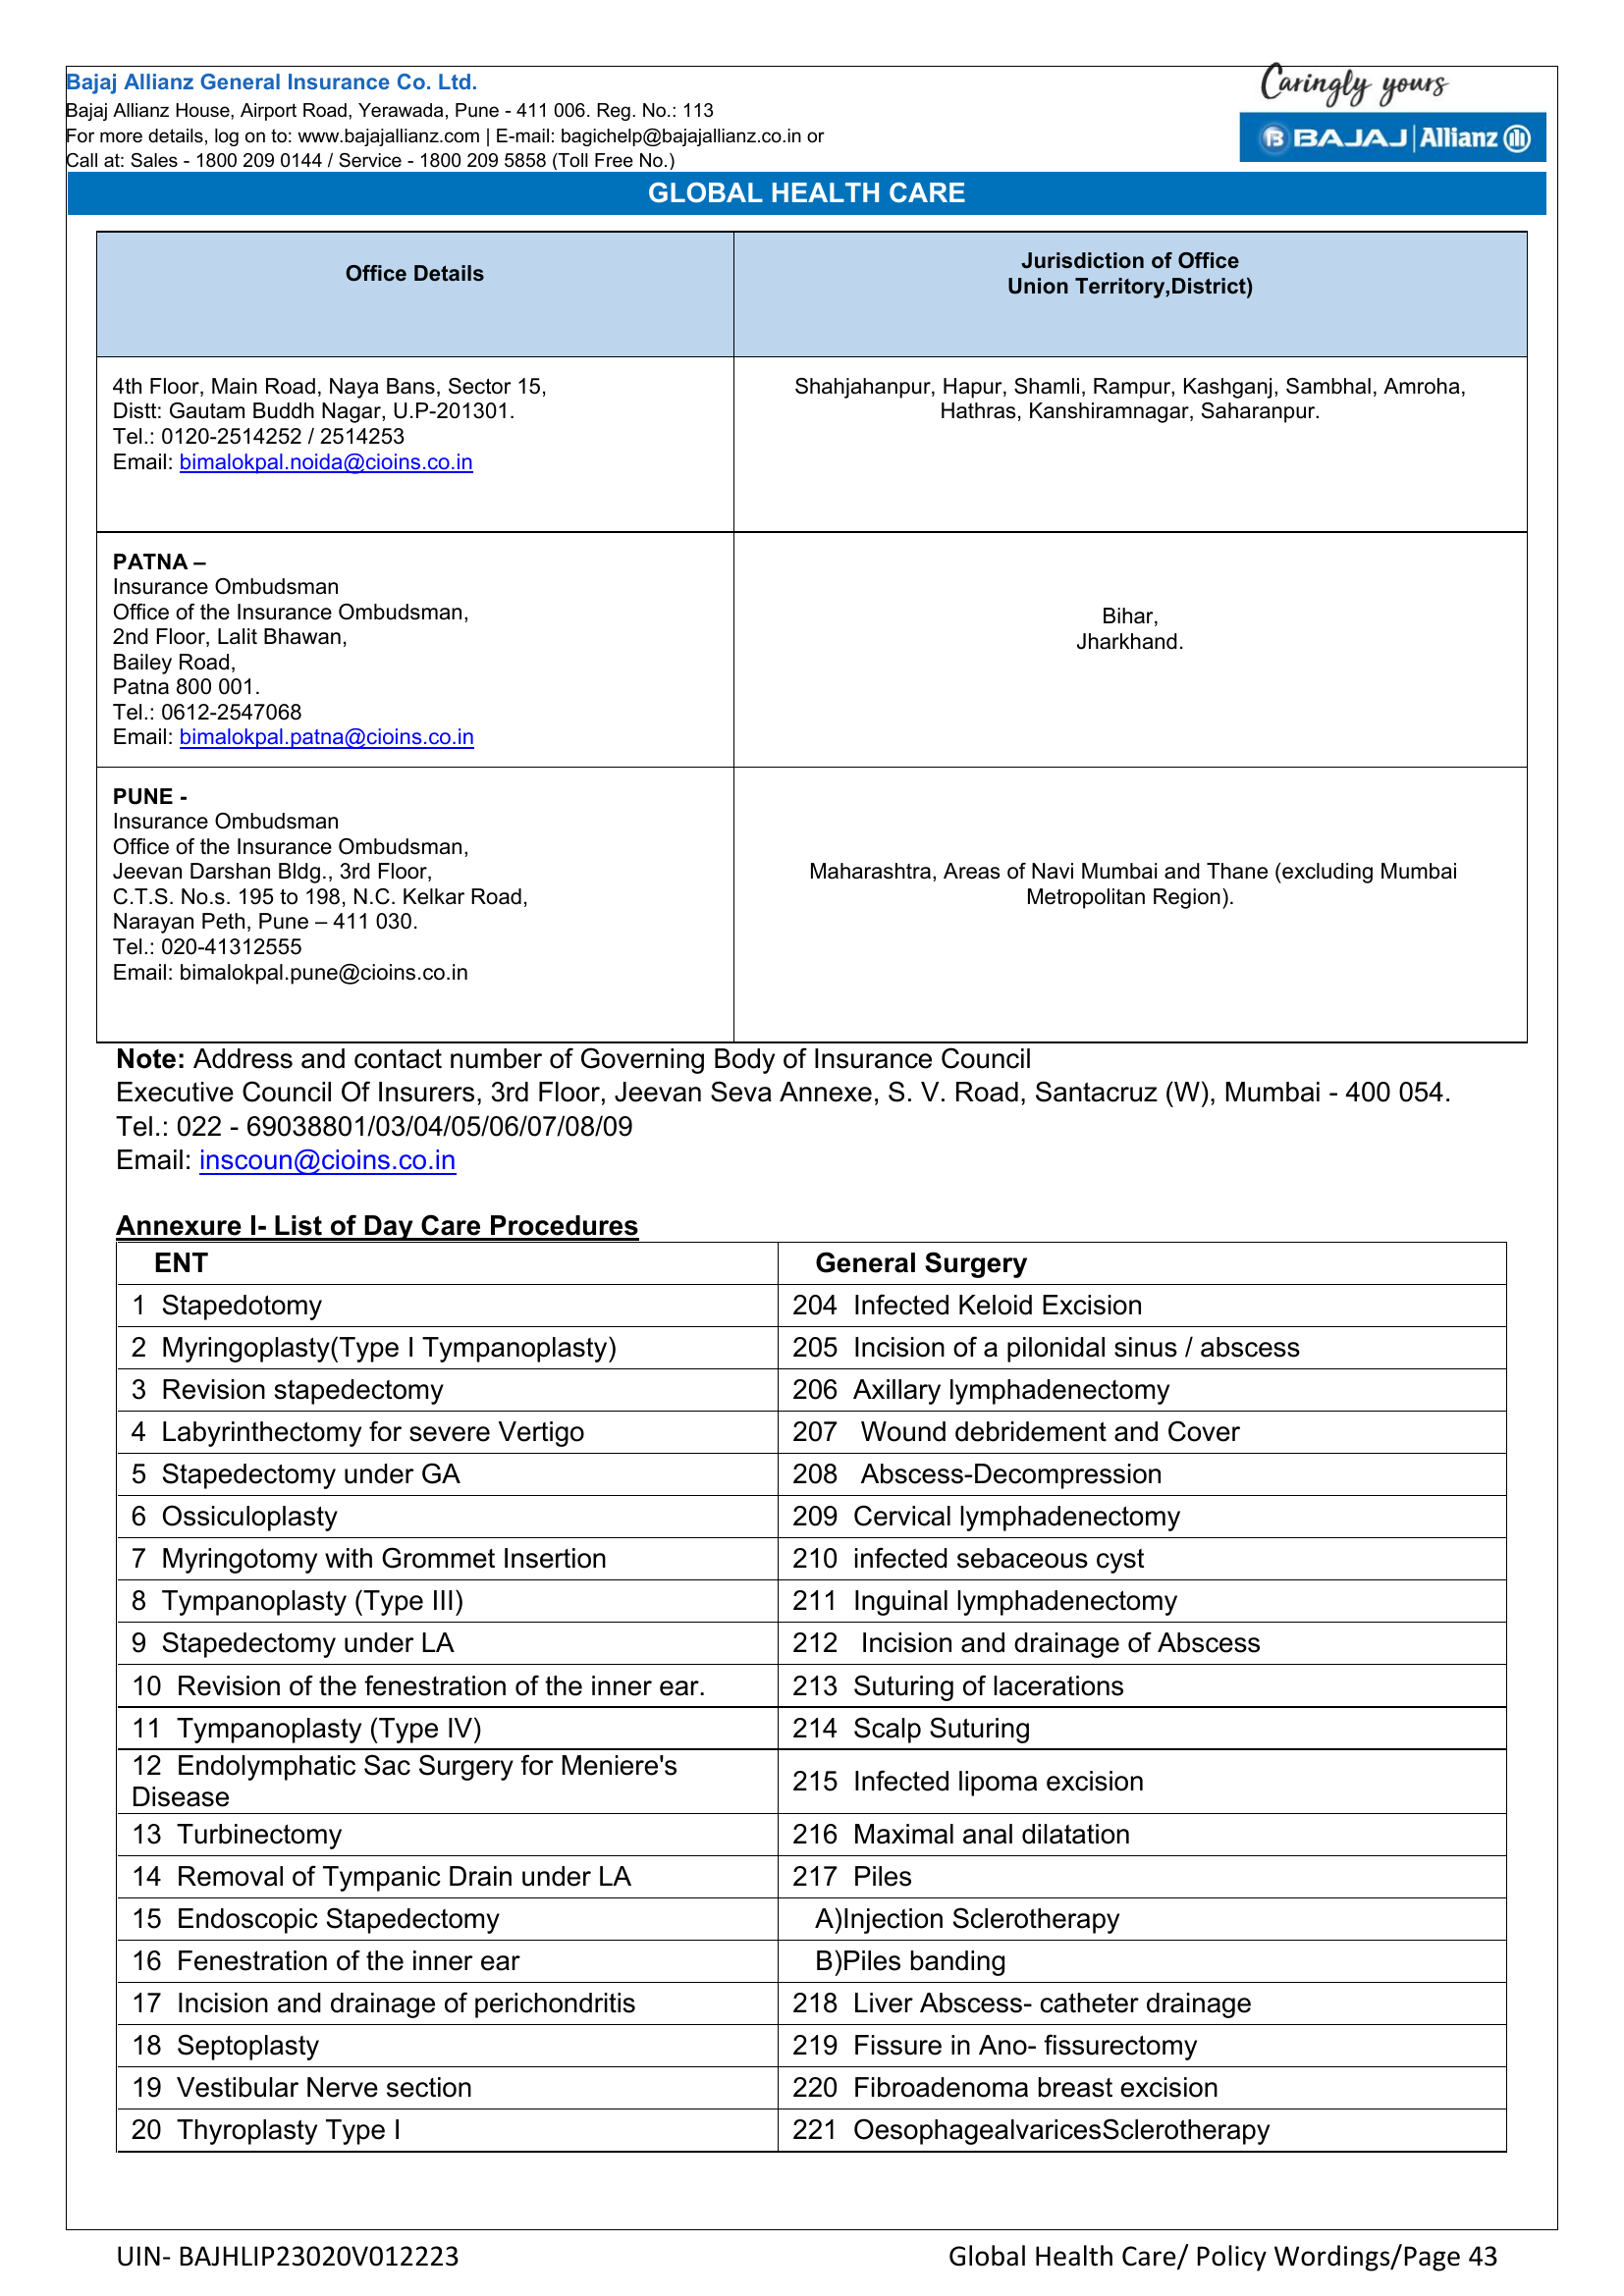 Bajaj Allianz General Insurance Co. Ltd.
Bajaj Allianz House, Airport Road, Yerawada, Pune - 411 006. Reg. No.: 113
For more details, log on to: www.bajajallianz.com | E-mail: bagichelp@bajajallianz.co.in or
Call at: Sales - 1800 209 0144 / Service - 1800 209 5858 (Toll Free No.)
Caringly yours
BAJAJ | Allianz
GLOBAL HEALTH CARE
Office Details
Jurisdiction of Office
Union Territory,District)
4th Floor, Main Road, Naya Bans, Sector 15,
Distt: Gautam Buddh Nagar, U.P-201301.
Tel.: 0120-2514252 / 2514253
Email: bimalokpal.noida@cioins.co.in
Shahjahanpur, Hapur, Shamli, Rampur, Kashganj, Sambhal, Amroha,
Hathras, Kanshiramnagar, Saharanpur.
PATNA –
Insurance Ombudsman
Office of the Insurance Ombudsman,
2nd Floor, Lalit Bhawan,
Bailey Road,
Patna 800 001.
Tel.: 0612-2547068
Email: bimalokpal.patna@cioins.co.in
Bihar,
Jharkhand.
PUNE -
Insurance Ombudsman
Office of the Insurance Ombudsman,
Jeevan Darshan Bldg., 3rd Floor,
C.T.S. No.s. 195 to 198, N.C. Kelkar Road,
Narayan Peth, Pune – 411 030.
Tel.: 020-41312555
Email: bimalokpal.pune@cioins.co.in
Maharashtra, Areas of Navi Mumbai and Thane (excluding Mumbai
Metropolitan Region).
Note: Address and contact number of Governing Body of Insurance Council
Executive Council Of Insurers, 3rd Floor, Jeevan Seva Annexe, S. V. Road, Santacruz (W), Mumbai - 400 054.
Tel.: 022 - 69038801/03/04/05/06/07/08/09
Email: inscoun@cioins.co.in
Annexure I- List of Day Care Procedures
ENT
General Surgery
1 Stapedotomy
204 Infected Keloid Excision
2 Myringoplasty(Type I Tympanoplasty)
205 Incision of a pilonidal sinus / abscess
3 Revision stapedectomy
206 Axillary lymphadenectomy
4 Labyrinthectomy for severe Vertigo
207 Wound debridement and Cover
5 Stapedectomy under GA
208 Abscess-Decompression
6 Ossiculoplasty
209 Cervical lymphadenectomy
7 Myringotomy with Grommet Insertion
210 infected sebaceous cyst
8 Tympanoplasty (Type III)
211 Inguinal lymphadenectomy
9 Stapedectomy under LA
212 Incision and drainage of Abscess
10 Revision of the fenestration of the inner ear.
213 Suturing of lacerations
11 Tympanoplasty (Type IV)
214 Scalp Suturing
12 Endolymphatic Sac Surgery for Meniere's
Disease
215 Infected lipoma excision
13 Turbinectomy
216 Maximal anal dilatation
14 Removal of Tympanic Drain under LA
217 Piles
15 Endoscopic Stapedectomy
A)Injection Sclerotherapy
16 Fenestration of the inner ear
B)Piles banding
17 Incision and drainage of perichondritis
218 Liver Abscess- catheter drainage
18 Septoplasty
219 Fissure in Ano- fissurectomy
19 Vestibular Nerve section
220 Fibroadenoma breast excision
20 Thyroplasty Type I
221 OesophagealvaricesSclerotherapy
UIN- BAJHLIP23020V012223
Global Health Care/ Policy Wordings/Page 43